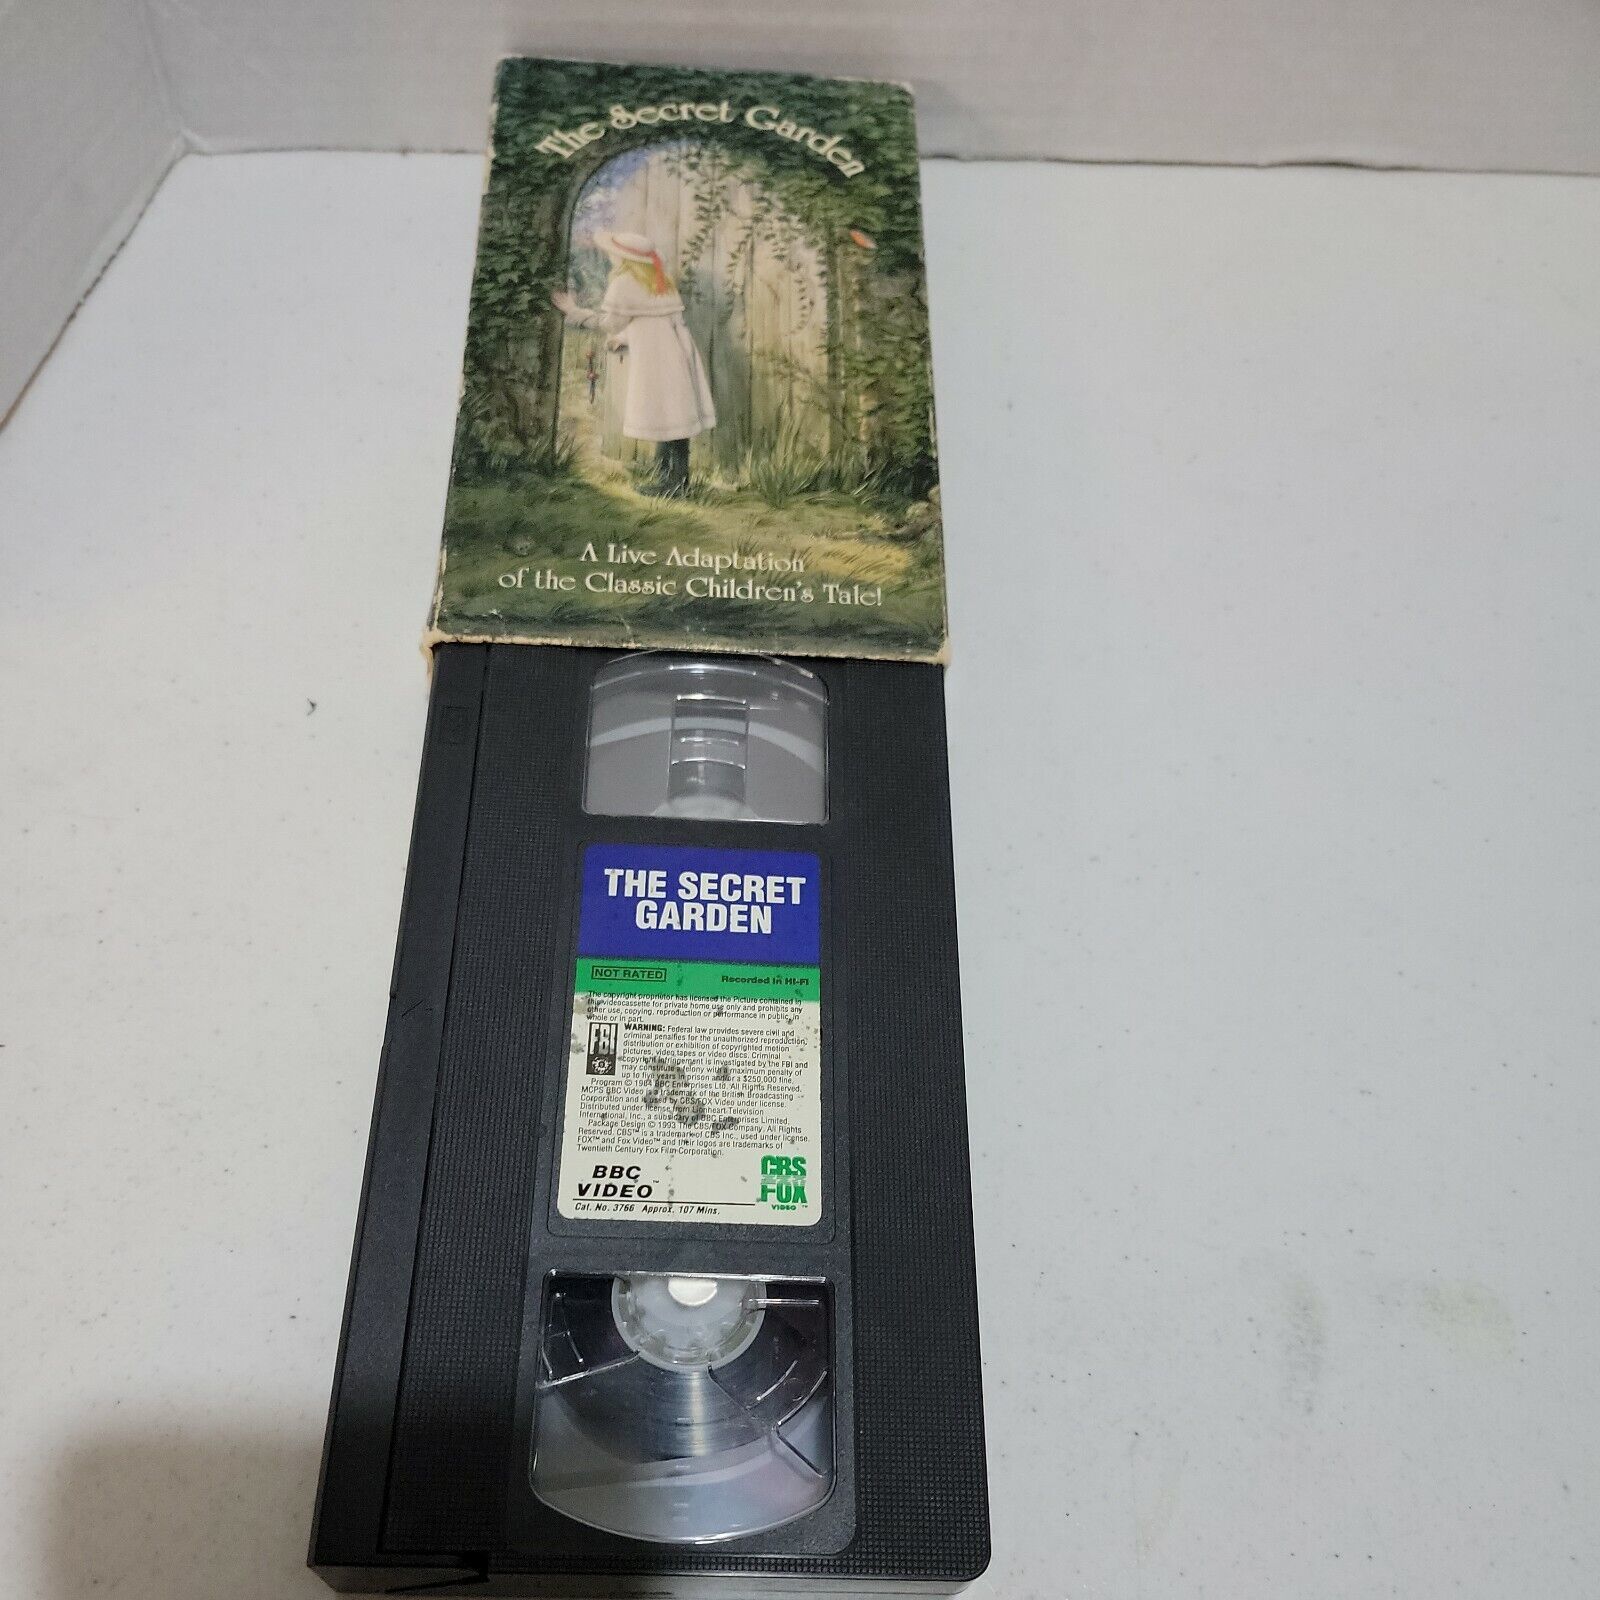 The Secret Garden
A Live Adaptation
of the Classic Children's Tale!
THE SECRET
GARDEN
NOT RATED
Recorded in HI-FI
The copyright proprietor has licensed the Picture contained in
this videocassette for private home use only and prohibits any
other use, copying, reproduction or performance in public, in
whole or in part.
FBI
WARNING: Federal law provides severe civil and
criminal penalties for the unauthorized reproduction,
distribution or exhibition of copyrighted motion
pictures, video tapes or video discs. Criminal
copyright infringement is investigated by the FBI and
may constitute a felony with a maximum penalty of
up to five years in prison and/or a $250,000 fine.
Program © 1984 BBC Enterprises Ltd. All Rights Reserved.
MCPS BBC Video is a trademark of the British Broadcasting
Corporation and is used by CBS/FOX Video under license.
Distributed under license from Lionheart Television
International, Inc., a subsidiary of BBC Enterprises Limited.
Package Design © 1993 The CBS/FOX Company. All Rights
Reserved. CBS™ is a trademark of CBS Inc., used under license.
FOX™ and Fox Video™ and their logos are trademarks of
Twentieth Century Fox Film Corporation.
BBC
VIDEO™
CBS
FOX
VIDEO ™
Cat. No. 3766 Approx. 107 Mins.